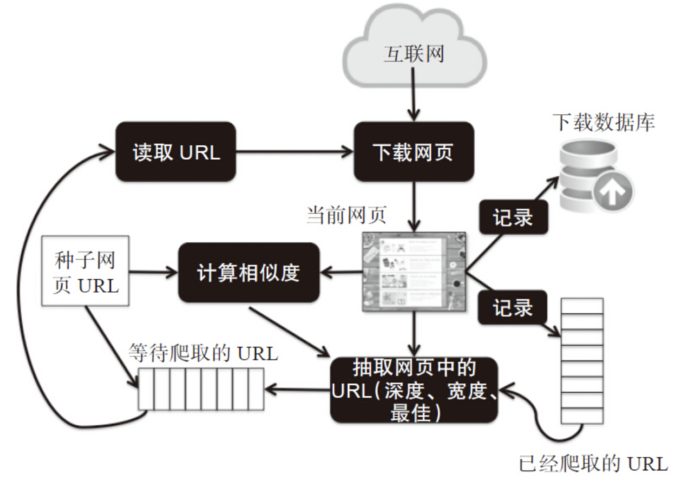 互联网
下载数据库
读取 URL
下载网页
当前网页
记录
种子网
页 URL
计算相似度
记录
等待爬取的 URL
抽取网页中的
URL(深度、宽度、
最佳)
已经爬取的 URL